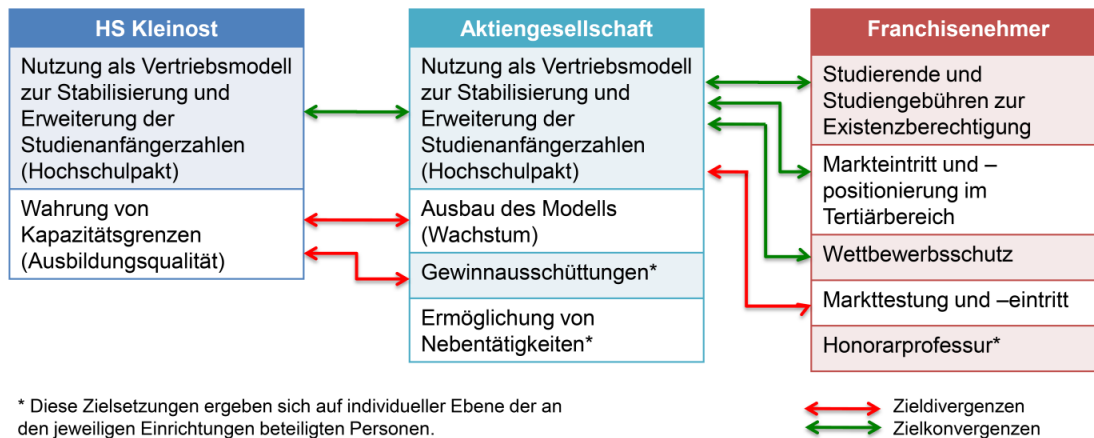 HS Kleinost
Nutzung als Vertriebsmodell
zur Stabilisierung und
Erweiterung der
Studienanfängerzahlen
(Hochschulpakt)
Wahrung von
Kapazitätsgrenzen
(Ausbildungsqualität)
Aktiengesellschaft
Nutzung als Vertriebsmodell
zur Stabilisierung und
Erweiterung der
Studienanfängerzahlen
(Hochschulpakt)
Ausbau des Modells
(Wachstum)
Gewinnausschüttungen*
Ermöglichung von
Nebentätigkeiten*
Franchisenehmer
Studierende und
Studiengebühren zur
Existenzberechtigung
Markteintritt und –
positionierung im
Tertiärbereich
Wettbewerbsschutz
Markttestung und –eintritt
Honorarprofessur*
* Diese Zielsetzungen ergeben sich auf individueller Ebene der an
den jeweiligen Einrichtungen beteiligten Personen.
Zieldivergenzen
Zielkonvergenzen